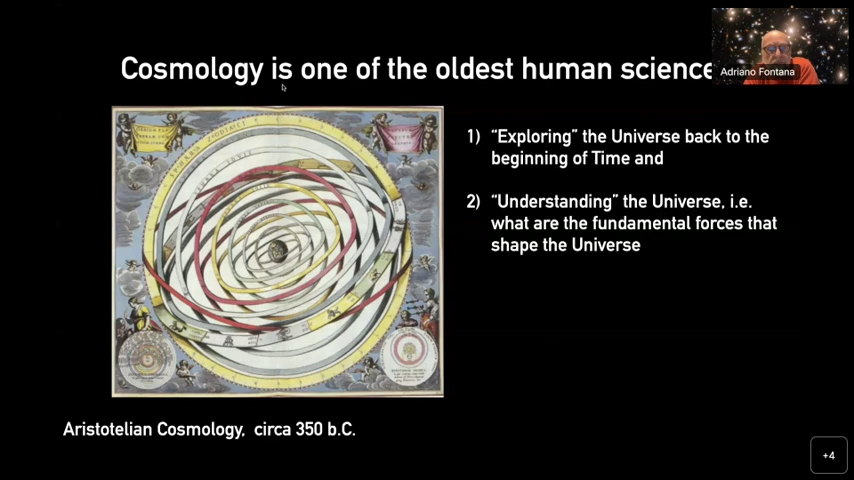 Cosmology is one of the oldest human science
Adriano Fontana
1) “Exploring” the Universe back to the
beginning of Time and
2) “Understanding” the Universe, i.e.
what are the fundamental forces that
shape the Universe
Aristotelian Cosmology, circa 350 b.C.
+4